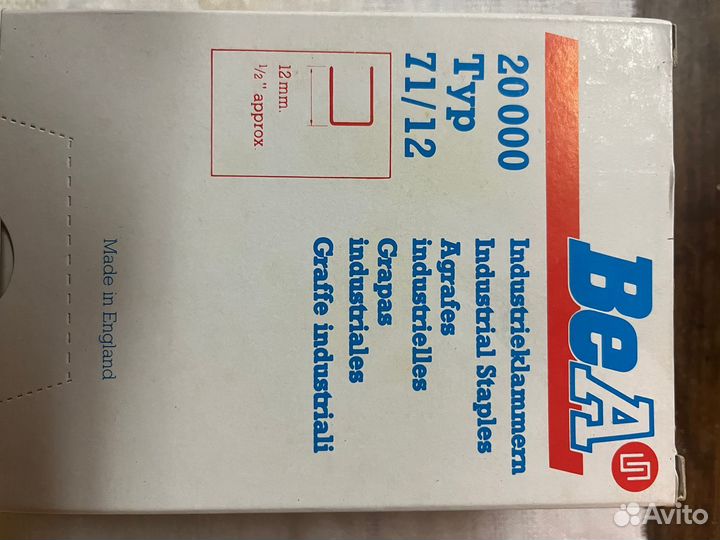 BeA
20 000
Typ
71/12
12 mm.
1/2" approx
Industrieklammern
Industrial Staples
Agrafes
industrielles
Grapas
industriales
Graffe industriali
Made in England
Avito